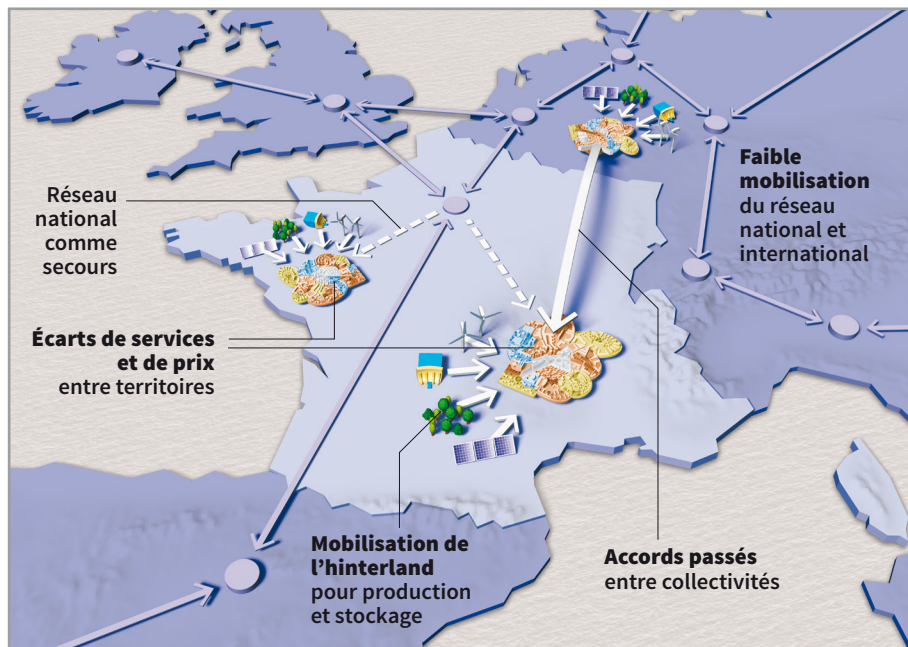 Réseau
national
comme
secours
Faible
mobilisation
du réseau
national et
international
Écarts de services
et de prix
entre territoires
Mobilisation de
l’hinterland
pour production
et stockage
Accords passés
entre collectivités